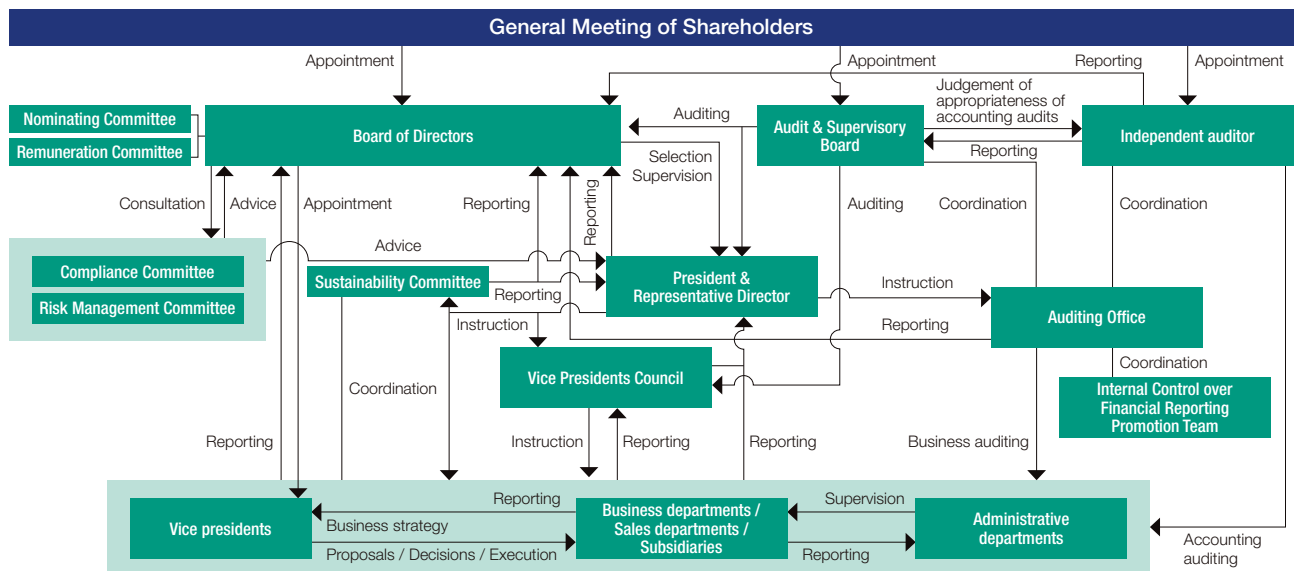 General Meeting of Shareholders
Appointment
Appointment
Reporting
Appointment
Nominating Committee
Remuneration Committee
Board of Directors
Auditing
Audit & Supervisory
Board
Judgement of
appropriateness of
accounting audits
Reporting
Independent auditor
Selection
Supervision
Consultation
Advice
Appointment
Reporting
Reporting
Auditing
Coordination
Coordination
Advice
Compliance Committee
Risk Management Committee
Sustainability Committee
Reporting
President &
Representative Director
Instruction
Auditing Office
Instruction
Reporting
Vice Presidents Council
Coordination
Coordination
Internal Control over
Financial Reporting
Promotion Team
Reporting
Instruction
Reporting
Reporting
Business auditing
Vice presidents
Reporting
Business strategy
Proposals / Decisions / Execution
Business departments /
Sales departments /
Subsidiaries
Supervision
Reporting
Administrative
departments
Accounting
auditing